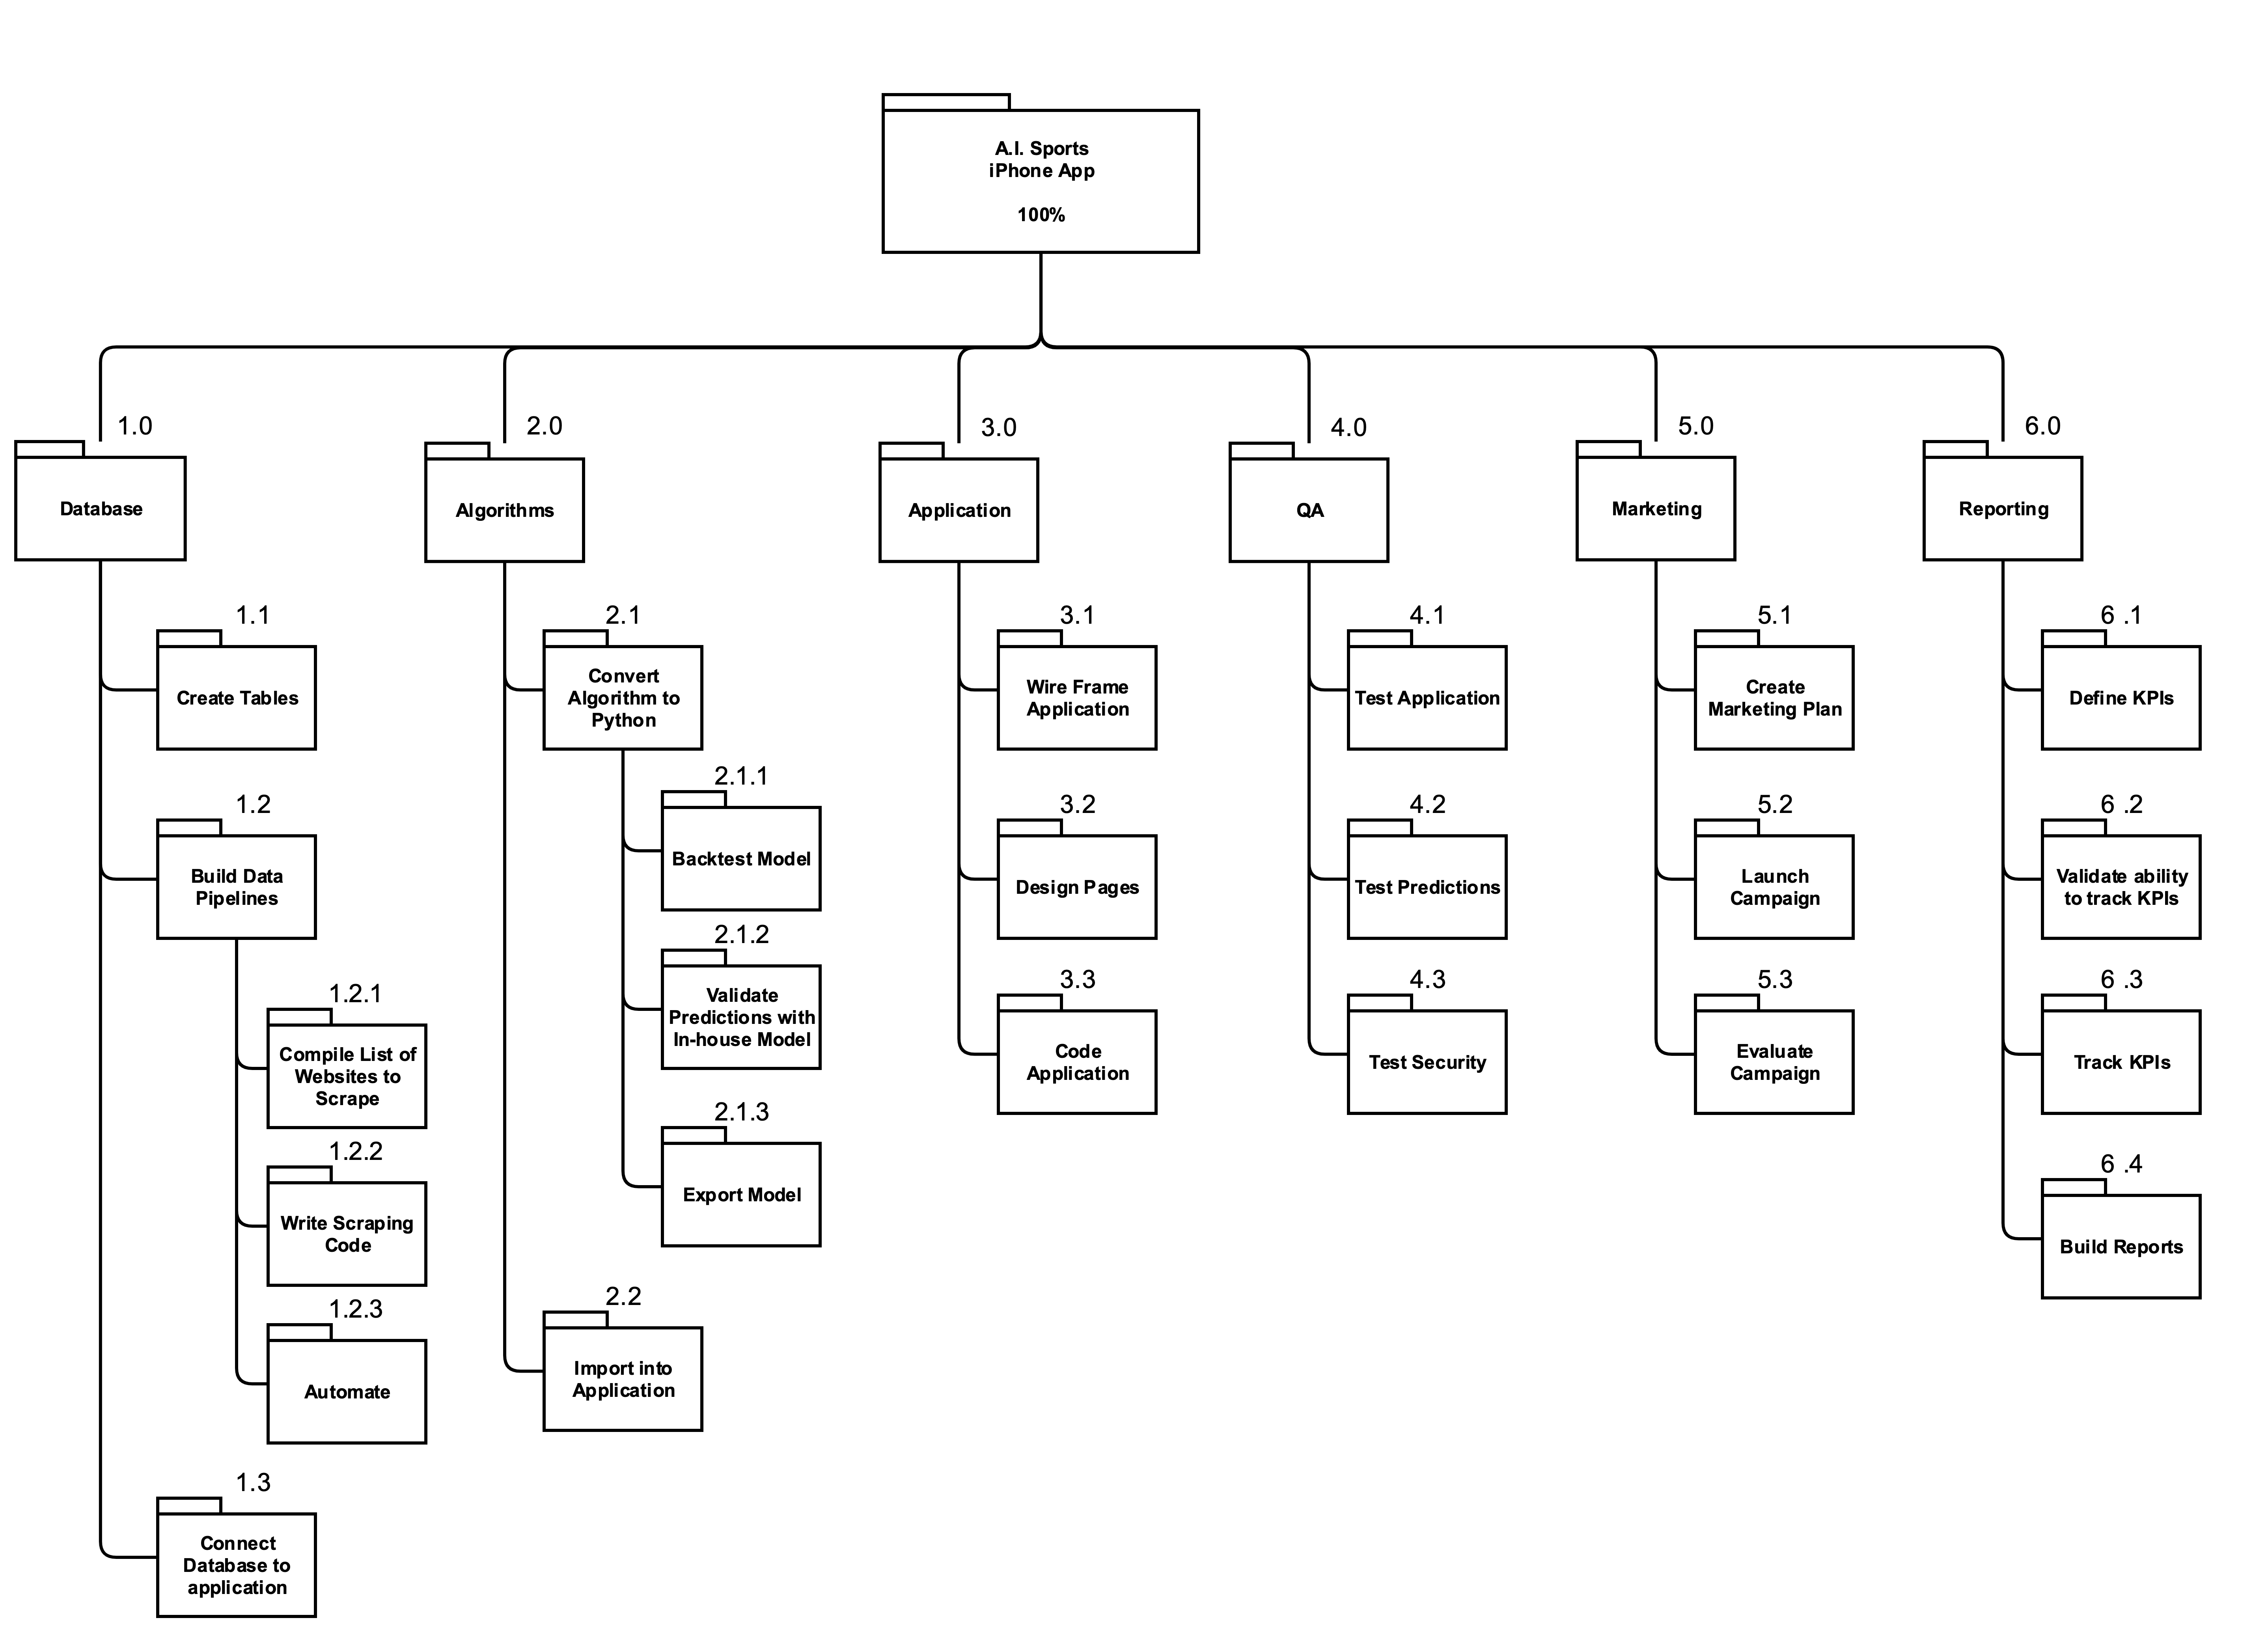 A.I. Sports
iPhone App
100%
1.0
Database
1.1
Create Tables
1.2
Build Data
Pipelines
1.2.1
Compile List of
Websites to
Scrape
1.2.2
Write Scraping
Code
1.2.3
Automate
1.3
Connect
Database to
application
2.0
Algorithms
2.1
Convert
Algorithm to
Python
2.1.1
Backtest Model
2.1.2
Validate
Predictions with
In-house Model
2.1.3
Export Model
2.2
Import into
Application
3.0
Application
3.1
Wire Frame
Application
3.2
Design Pages
3.3
Code
Application
4.0
QA
4.1
Test Application
4.2
Test Predictions
4.3
Test Security
5.0
Marketing
5.1
Create
Marketing Plan
5.2
Launch
Campaign
5.3
Evaluate
Campaign
6.0
Reporting
6 .1
Define KPIs
6 .2
Validate ability
to track KPIs
6 .3
Track KPIs
6 .4
Build Reports